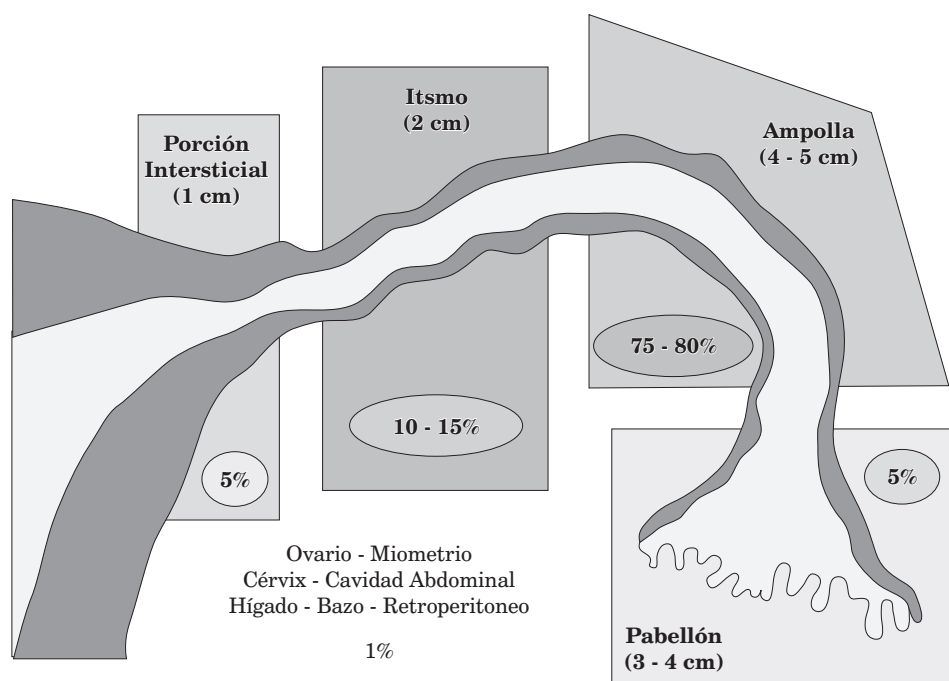 Porción
Intersticial
(1 cm)
5%
Itsmo
(2 cm)
10 - 15%
Ampolla
(4 - 5 cm)
75 - 80%
Pabellón
(3 - 4 cm)
5%
Ovario - Miometrio
Cérvix - Cavidad Abdominal
Hígado - Bazo - Retroperitoneo
1%